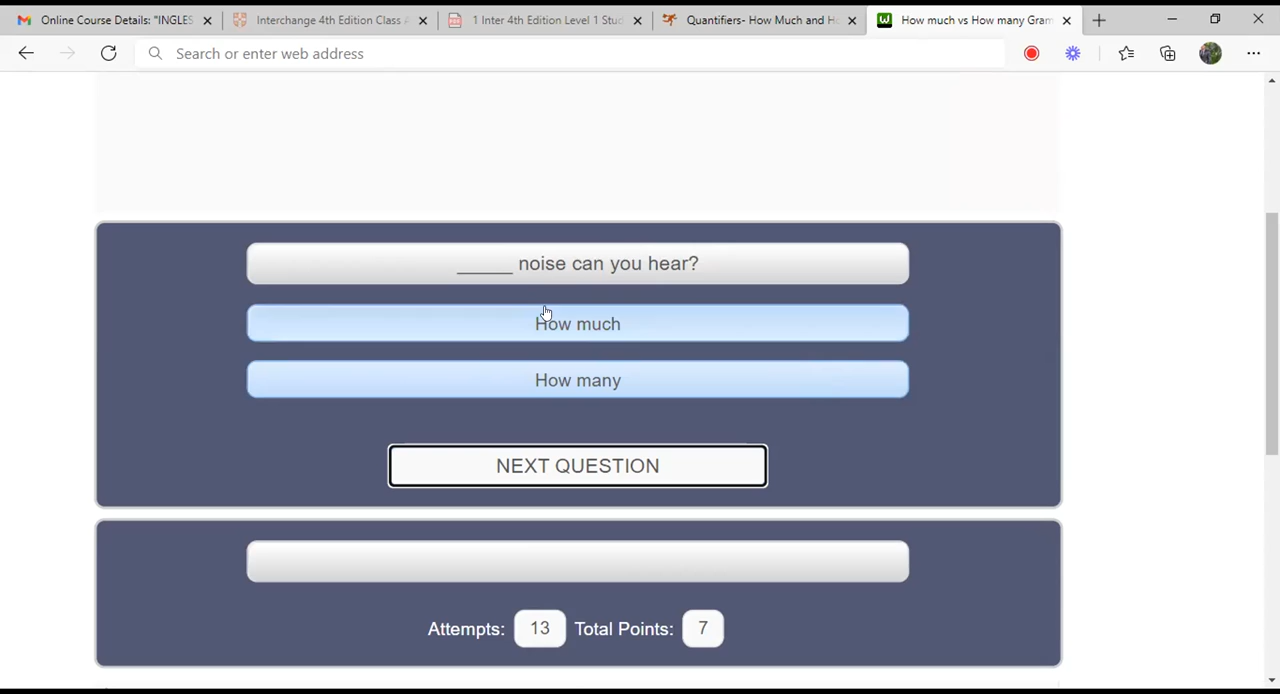 Online Course Details: "INGLES
Interchange 4th Edition Class A
1 Inter 4th Edition Level 1 Stud
Quantifiers- How Much and H
How much vs How many Gram
Search or enter web address
_____ noise can you hear?
How much
How many
NEXT QUESTION
Attempts: 13 Total Points: 7